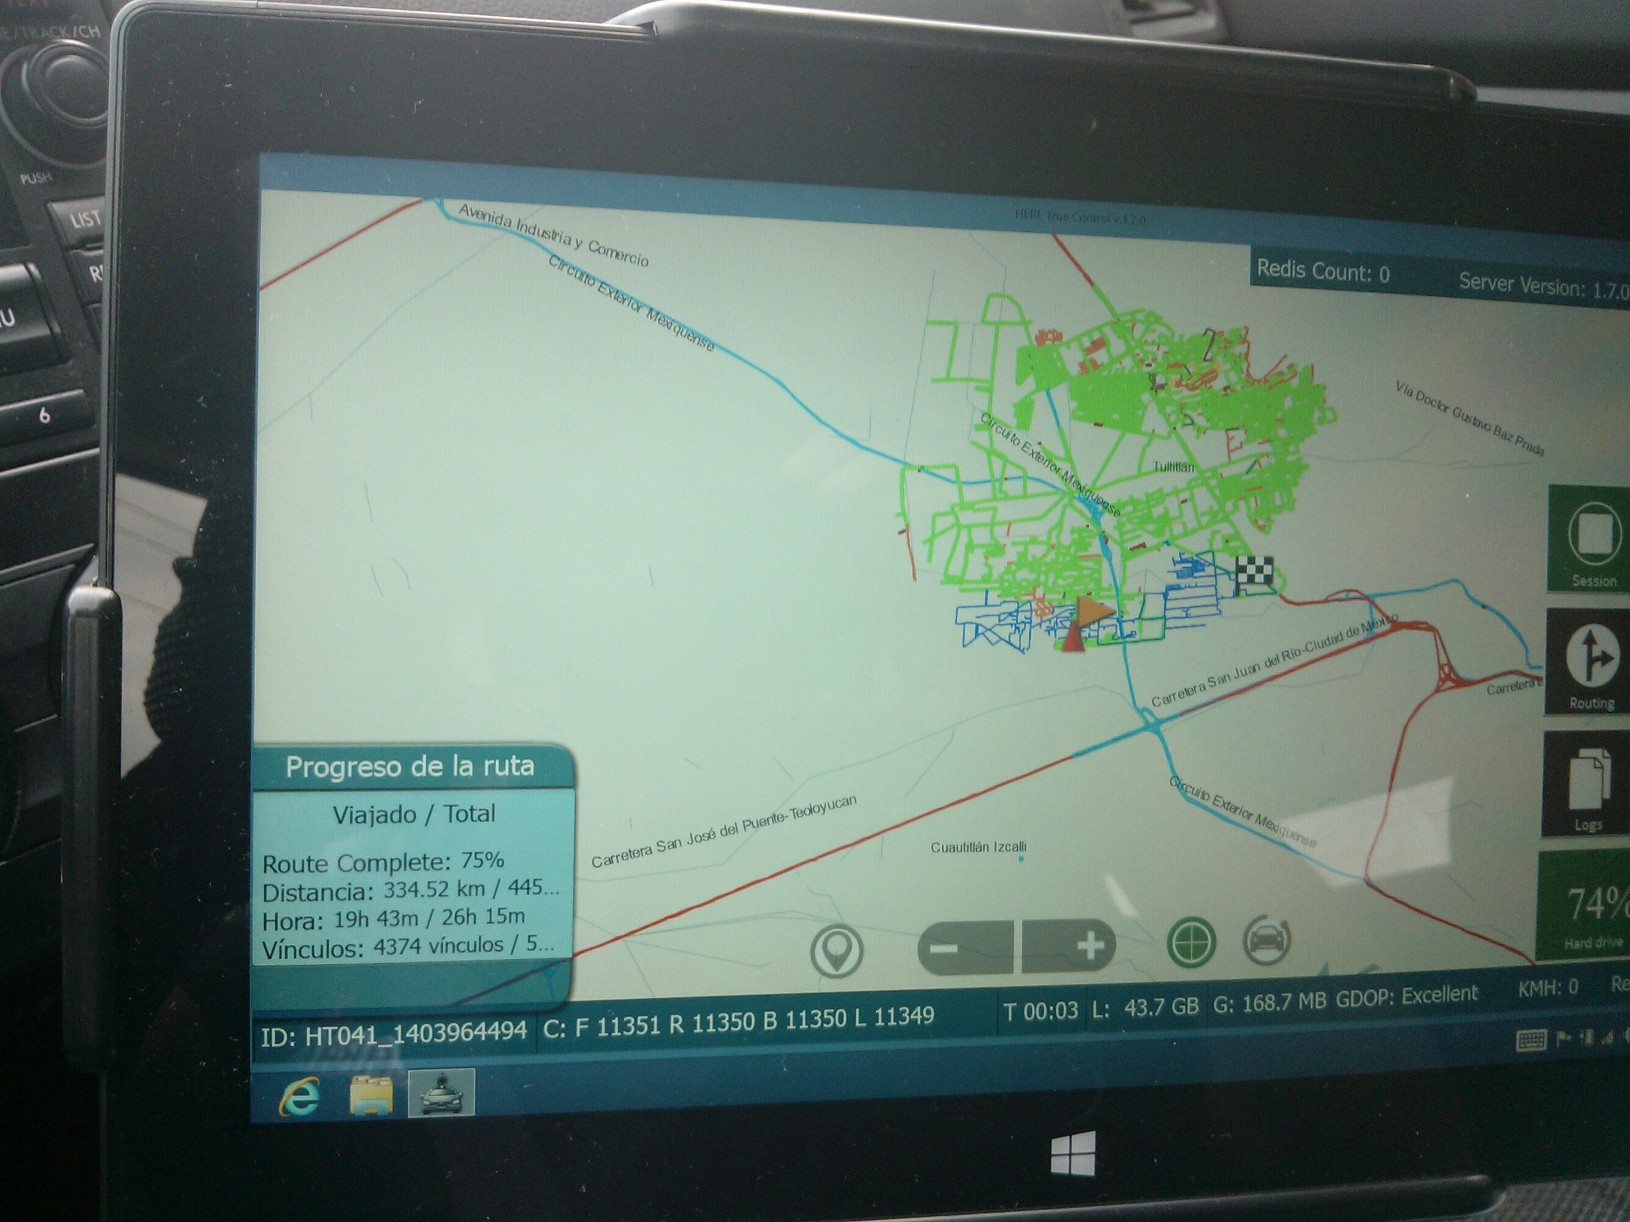 E/TRACK/CH
PUSH
LIST
6
HERE True Control v.1.7.0
Redis Count: 0
Server Version: 1.7.0
Avenida Industria y Comercio
Circuito Exterior Mexiquense
Vía Doctor Gustavo Baz Prada
Circuito Exterior Mexiquense
Tultitlán
Session
Carretera San Juan del Río-Ciudad de México
Carretera
Routing
Progreso de la ruta
Viajado / Total
Route Complete: 75%
Distancia: 334.52 km / 445...
Hora: 19h 43m / 26h 15m
Vínculos: 4374 vínculos / 5...
Circuito Exterior Mexiquense
Carretera San José del Puente-Teoloyucan
Cuautitlán Izcalli
Logs
74%
Hard drive
ID: HT041_1403964494
C: F 11351 R 11350 B 11350 L 11349
T 00:03
L: 43.7 GB
G: 168.7 MB
GDOP: Excellent
KMH: 0
Re